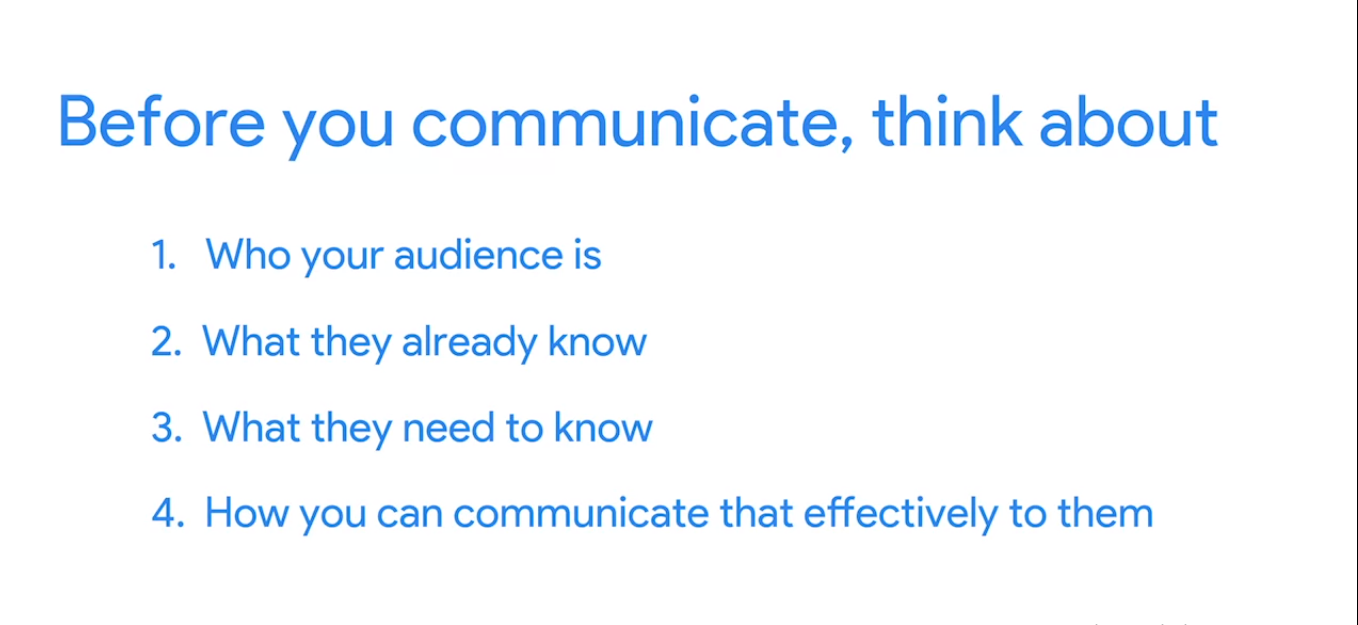 Before you communicate, think about
1. Who your audience is
2. What they already know
3. What they need to know
4. How you can communicate that effectively to them